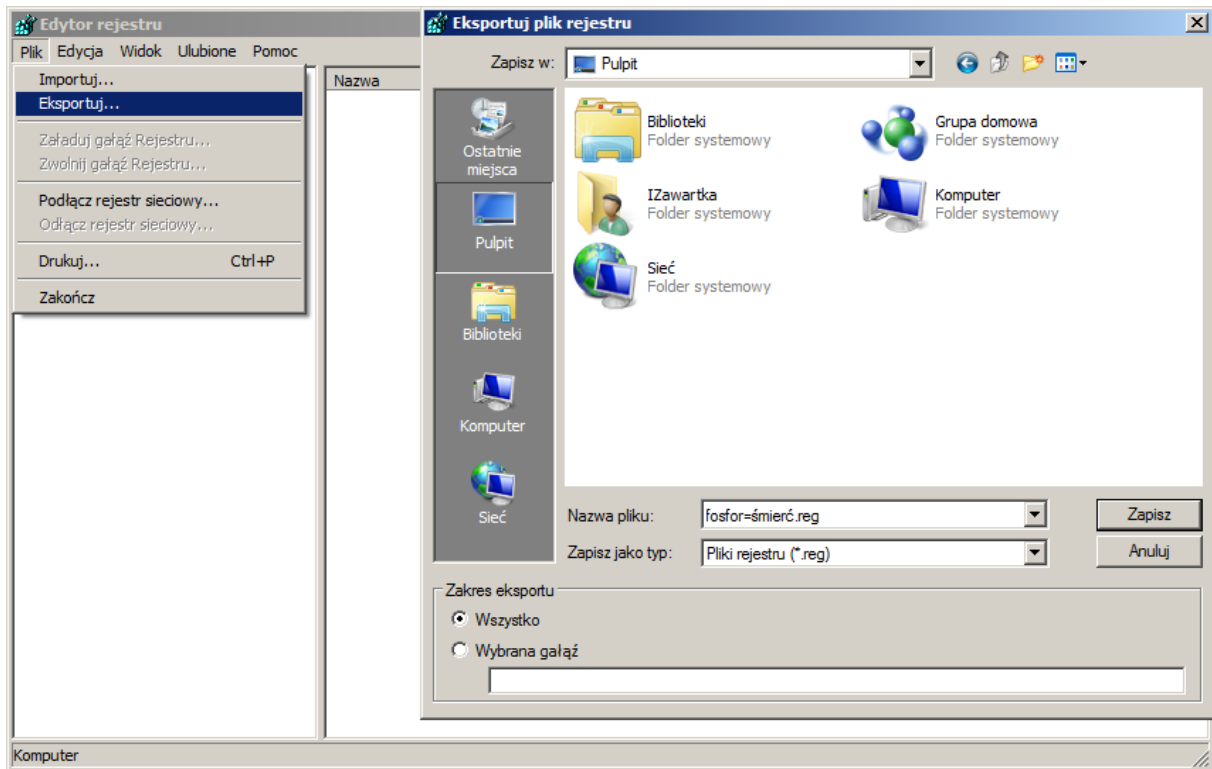 Edytor rejestru
Plik Edycja Widok Ulubione Pomoc
Importuj...
Eksportuj...
Załaduj gałąź Rejestru...
Zwolnij gałąź Rejestru...
Podłącz rejestr sieciowy...
Odłącz rejestr sieciowy...
Drukuj... Ctrl+P
Zakończ
Nazwa
Komputer
Eksportuj plik rejestru
Zapisz w: Pulpit
Ostatnie
miejsca
Pulpit
Biblioteki
Komputer
Sieć
Biblioteki
Folder systemowy
Grupa domowa
Folder systemowy
IZawartka
Folder systemowy
Komputer
Folder systemowy
Sieć
Folder systemowy
Nazwa pliku: fosfor=śmierć.reg Zapisz
Zapisz jako typ: Pliki rejestru (*.reg) Anuluj
Zakres eksportu
Wszystko
Wybrana gałąź